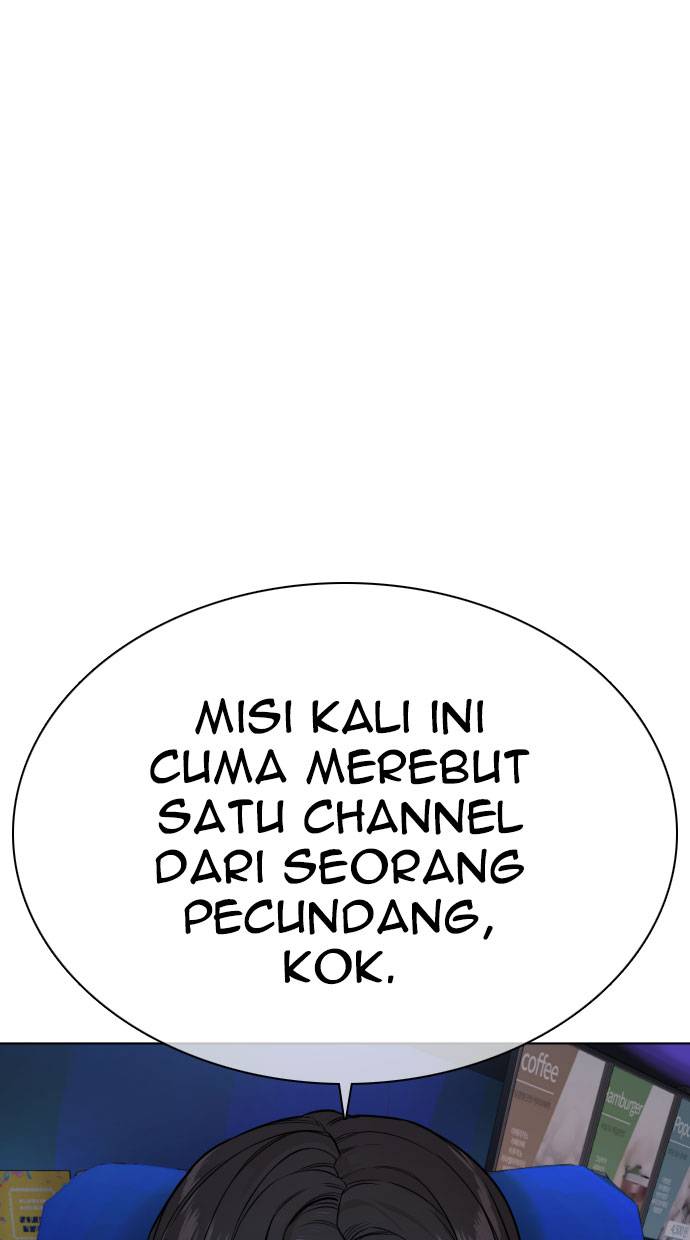 MISI KALI INI
CUMA MEREBUT
SATU CHANNEL
DARI SEORANG
PECUNDANG,
KOK.
coffee
hamburger